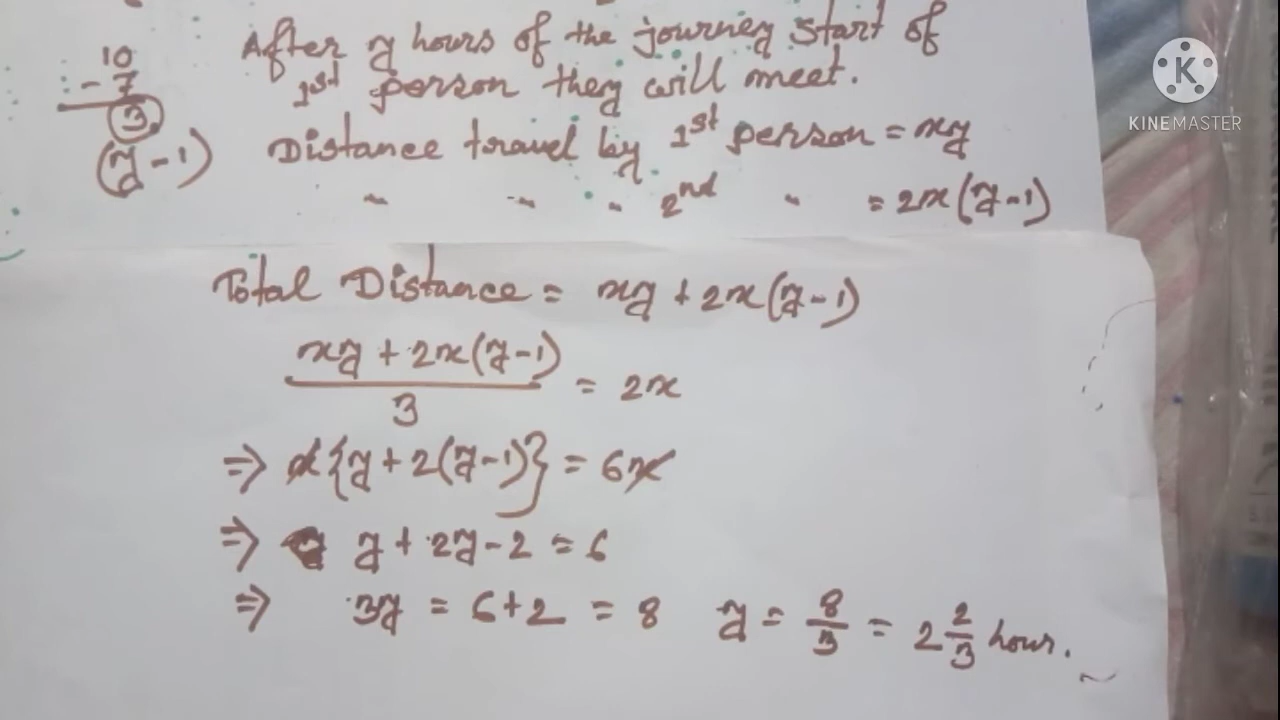 10
- 7
3
(y-1)
After y hours of the journey start of
1st person they will meet.
Distance travel by 1st person = xy
" " " 2nd " = 2x(y-1)
Total Distance = xy + 2x(y-1)
xy + 2x(y-1)
3
= 2x
⇒ x{y + 2(y-1)} = 6x
⇒ y + 2y - 2 = 6
⇒ 3y = 6+2 = 8 y = 8/3 = 2 2/3 hour.
K
KINEMASTER